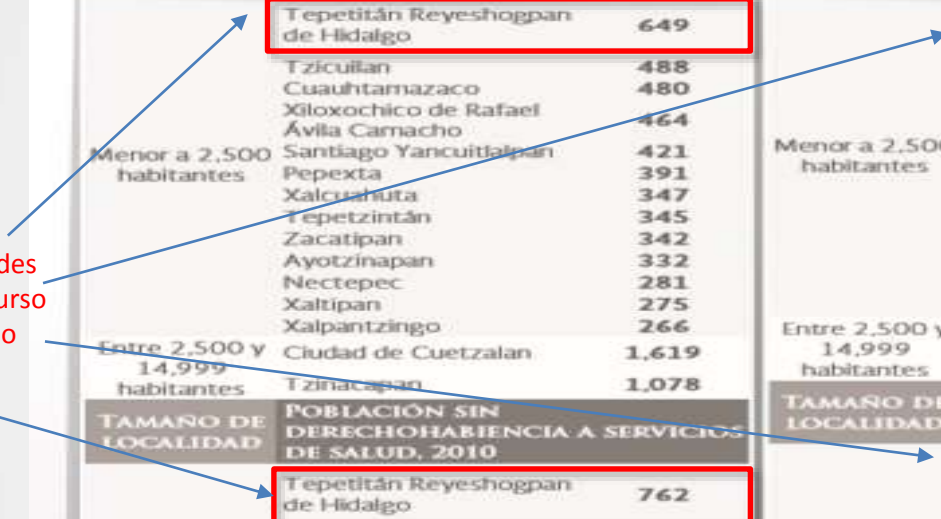 Tepetitán Reyeshogpan
de Hidalgo 649
Tzicuilan 488
Cuauhtamazaco 480
Xiloxochico de Rafael
Ávila Camacho 464
Menor a 2,500
habitantes
Santiago Yancuitlalpan 421
Pepexta 391
Xalcuahuta 347
Tepetzintán 345
Zacatipan 342
Ayotzinapan 332
Nectepec 281
Xaltipan 275
Xalpantzingo 266
Entre 2,500 y
14,999
habitantes
Ciudad de Cuetzalan 1,619
Tzinacapan 1,078
TAMAÑO DE
LOCALIDAD
POBLACIÓN SIN
DERECHOHABIENCIA A SERVICIOS
DE SALUD, 2010
Tepetitán Reyeshogpan
de Hidalgo 762
des
urso
o
Menor a 2,500
habitantes
Entre 2,500 y
14,999
habitantes
TAMAÑO DE
LOCALIDAD